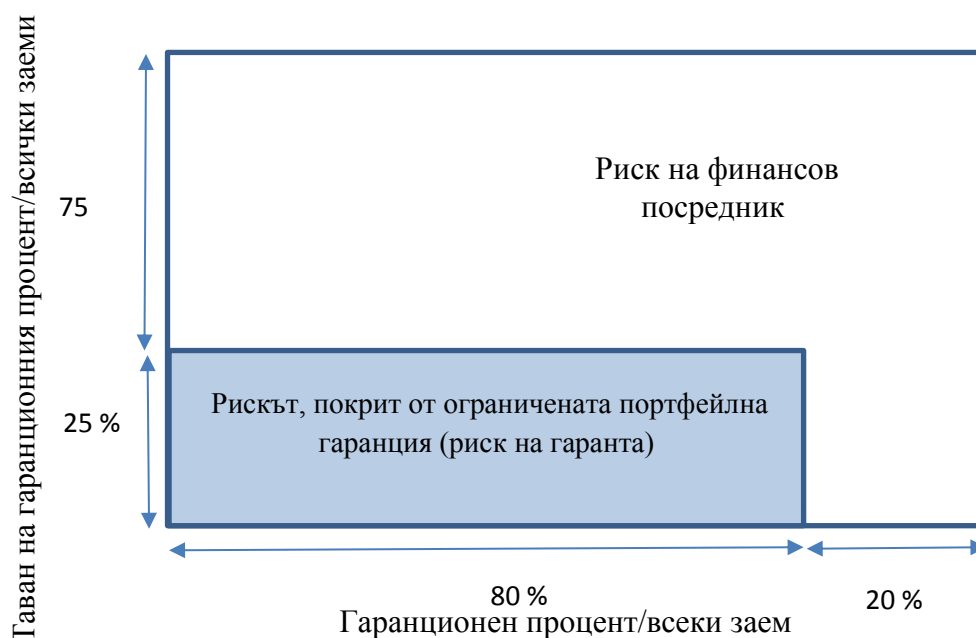 Таван на гаранционния процент/всички заеми
75
Риск на финансов
посредник
25 %
Рискът, покрит от ограничената портфейлна
гаранция (риск на гаранта)
80 %
20 %
Гаранционен процент/всеки заем